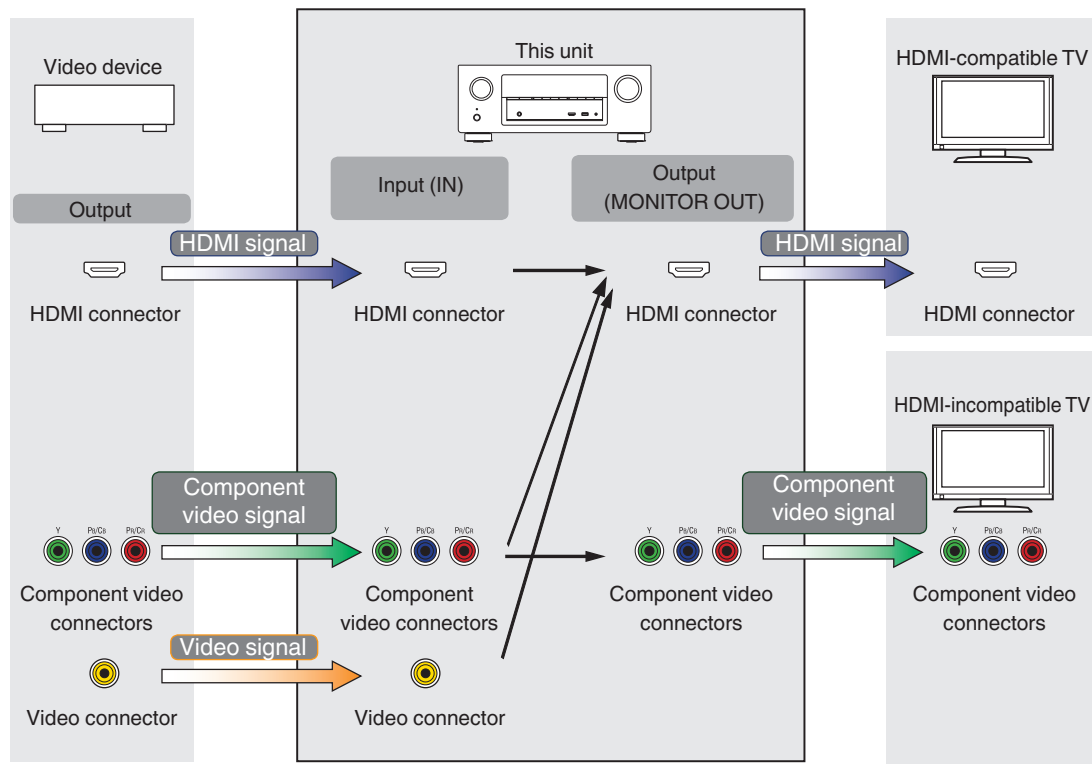 Video device
This unit
HDMI-compatible TV
Output
Input (IN)
Output
(MONITOR OUT)
HDMI signal
HDMI signal
HDMI connector
HDMI connector
HDMI connector
HDMI connector
HDMI-incompatible TV
Component
video signal
Component
video signal
Y PB/CB PR/CR
Y PB/CB PR/CR
Y PB/CB PR/CR
Y PB/CB PR/CR
Component video
connectors
Component
video connectors
Component video
connectors
Component video
connectors
Video signal
Video connector
Video connector